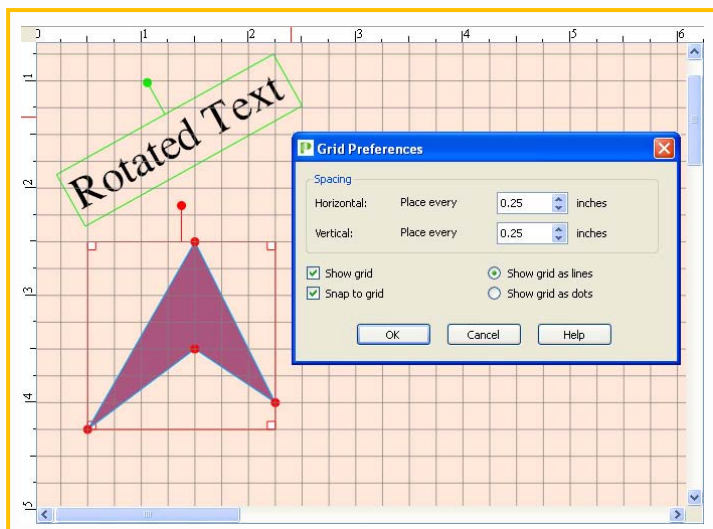 0 1 2 3 4 5 6
1
2
3
4
5
Rotated Text
Grid Preferences
Spacing
Horizontal: Place every 0.25 inches
Vertical: Place every 0.25 inches
Show grid Show grid as lines
Snap to grid Show grid as dots
OK Cancel Help